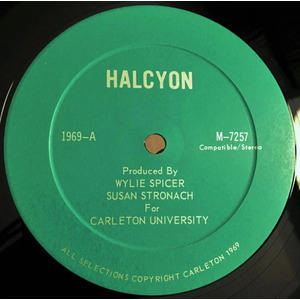 HALCYON
1969-A
M-7257
Compatible/Stereo
Produced By
WYLIE SPICER
SUSAN STRONACH
For
CARLETON UNIVERSITY
ALL SELECTIONS COPYRIGHT CARLETON 1969